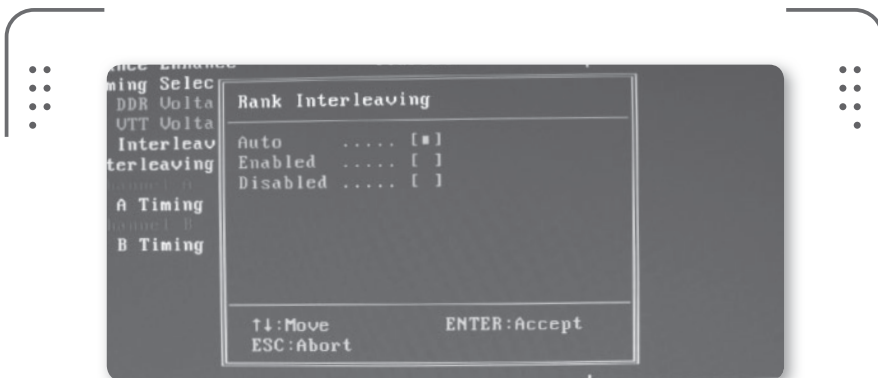 ming Selec
DDR Volta
VTT Volta
Interleav
terleaving
A Timing
B Timing
Rank Interleaving
Auto ..... [■]
Enabled ..... [ ]
Disabled ..... [ ]
↑↓:Move ENTER:Accept
ESC:Abort